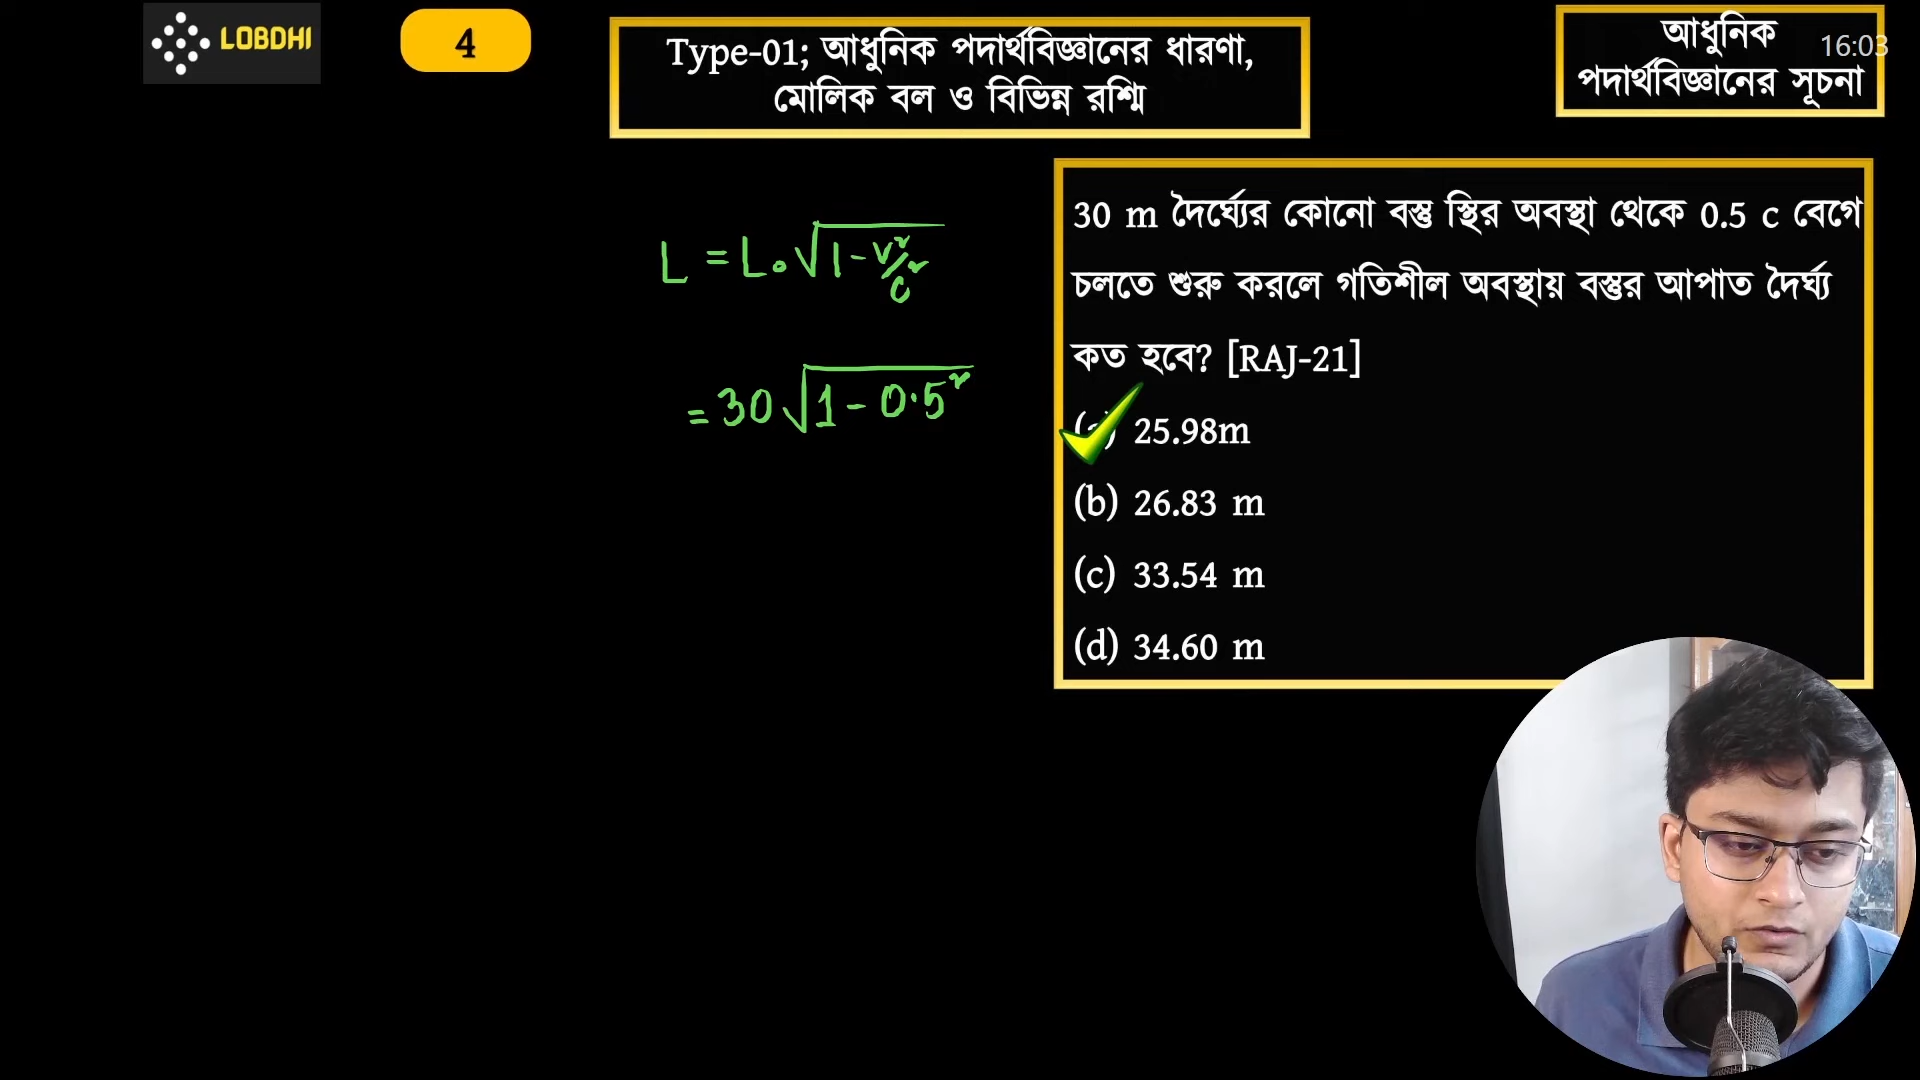 LOBDHI
4
Type-01; আধুনিক পদার্থবিজ্ঞানের ধারণা,
মোলিক বল ও বিভিন্ন রশ্মি
আধুনিক
পদার্থবিজ্ঞানের সূচনা
16:03
L = L₀√1 - v²/c²
= 30√1 - 0.5²
30 m দৈর্ঘ্যের কোনো বস্তু স্থির অবস্থা থেকে 0.5 c বেগে
চলতে শুরু করলে গতিশীল অবস্থায় বস্তুর আপাত দৈর্ঘ্য
কত হবে? [RAJ-21]
(a) 25.98m
(b) 26.83 m
(c) 33.54 m
(d) 34.60 m